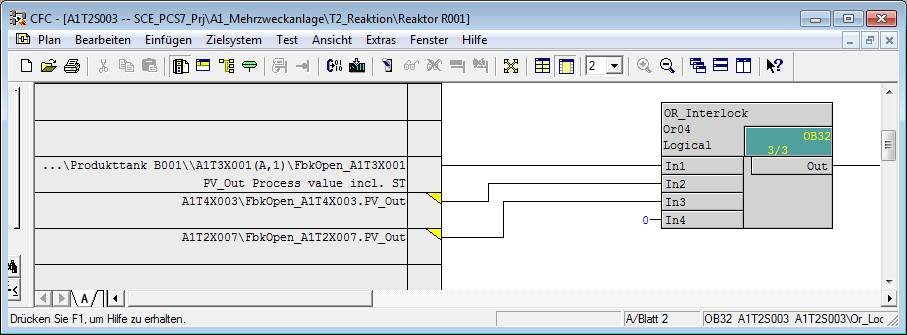 CFC - [A1T2S003 -- SCE_PCS7_Prj\A1_Mehrzweckanlage\T2_Reaktion\Reaktor R001]
Plan Bearbeiten Einfügen Zielsystem Test Ansicht Extras Fenster Hilfe
2
OR_Interlock
Or04
Logical
OB32
3/3
...\Produkttank B001\\A1T3X001(A,1)\FbkOpen_A1T3X001
PV_Out Process value incl. ST
A1T4X003\FbkOpen_A1T4X003.PV_Out
A1T2X007\FbkOpen_A1T2X007.PV_Out
In1
Out
In2
In3
0
In4
A
Drücken Sie F1, um Hilfe zu erhalten.
A/Blatt 2
OB32 A1T2S003 A1T2S003\Or_Loc